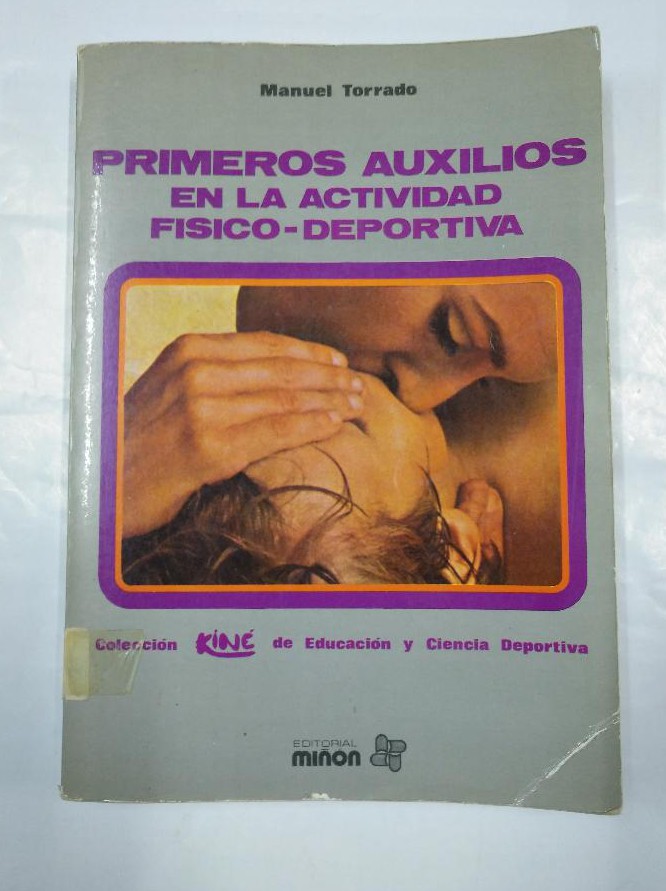 Manuel Torrado
PRIMEROS AUXILIOS
EN LA ACTIVIDAD
FISICO-DEPORTIVA
Colección KINÉ de Educación y Ciencia Deportiva
EDITORIAL
miñon